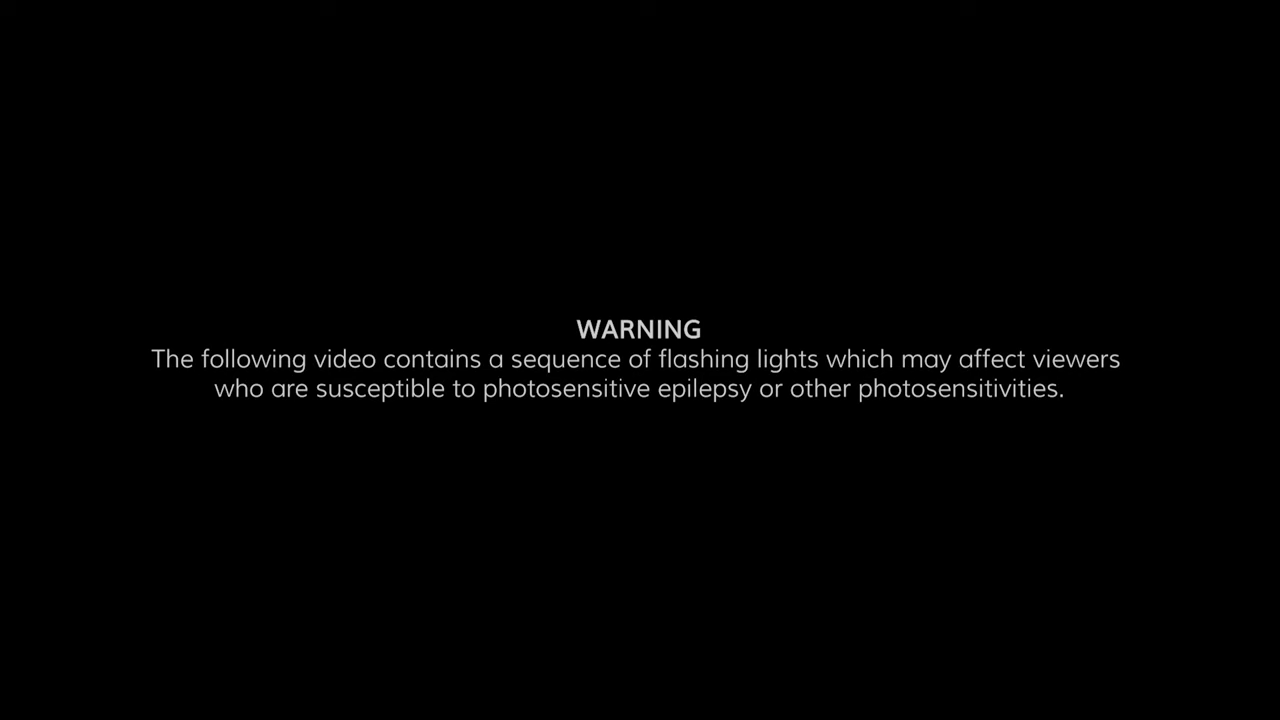 WARNING
The following video contains a sequence of flashing lights which may affect viewers
who are susceptible to photosensitive epilepsy or other photosensitivities.